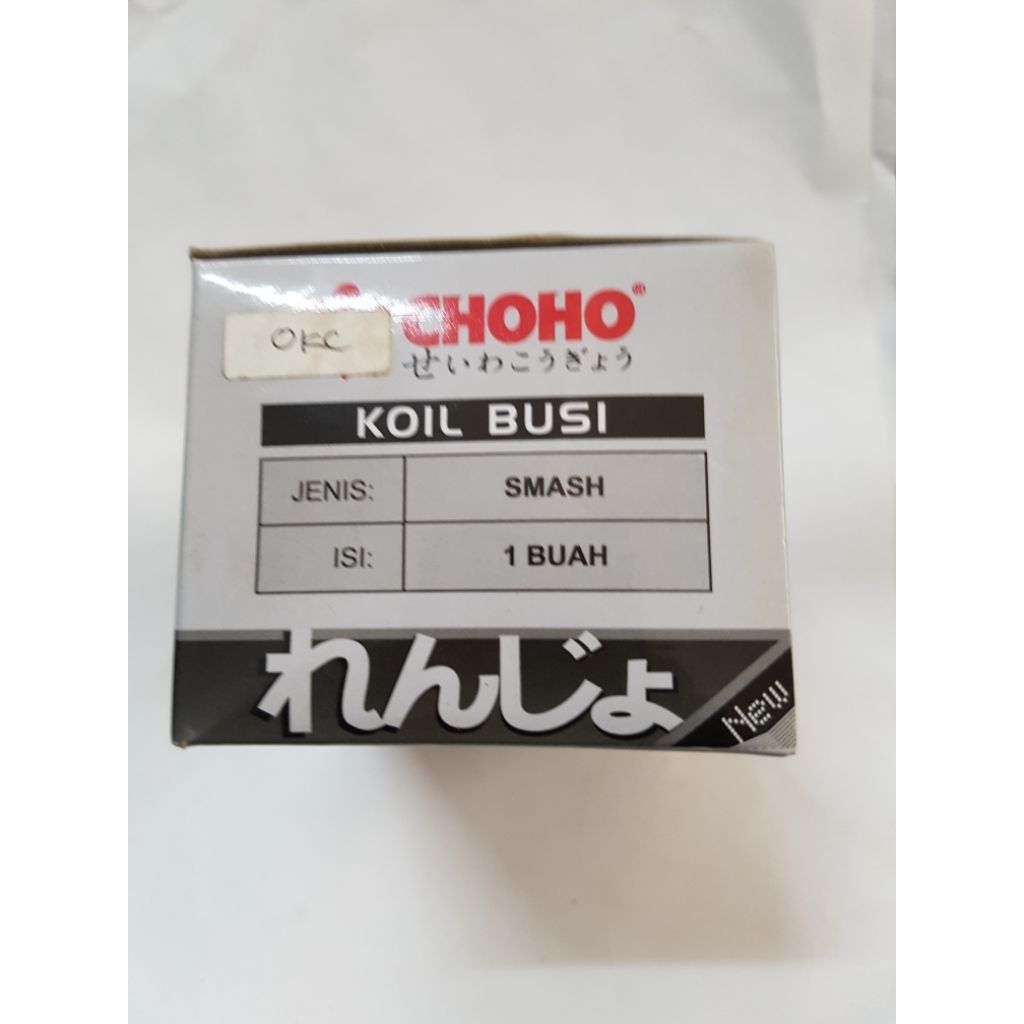 CHOHO®
OKC
せいわこうぎょう
KOIL BUSI
JENIS: SMASH
ISI: 1 BUAH
れんじょ
New